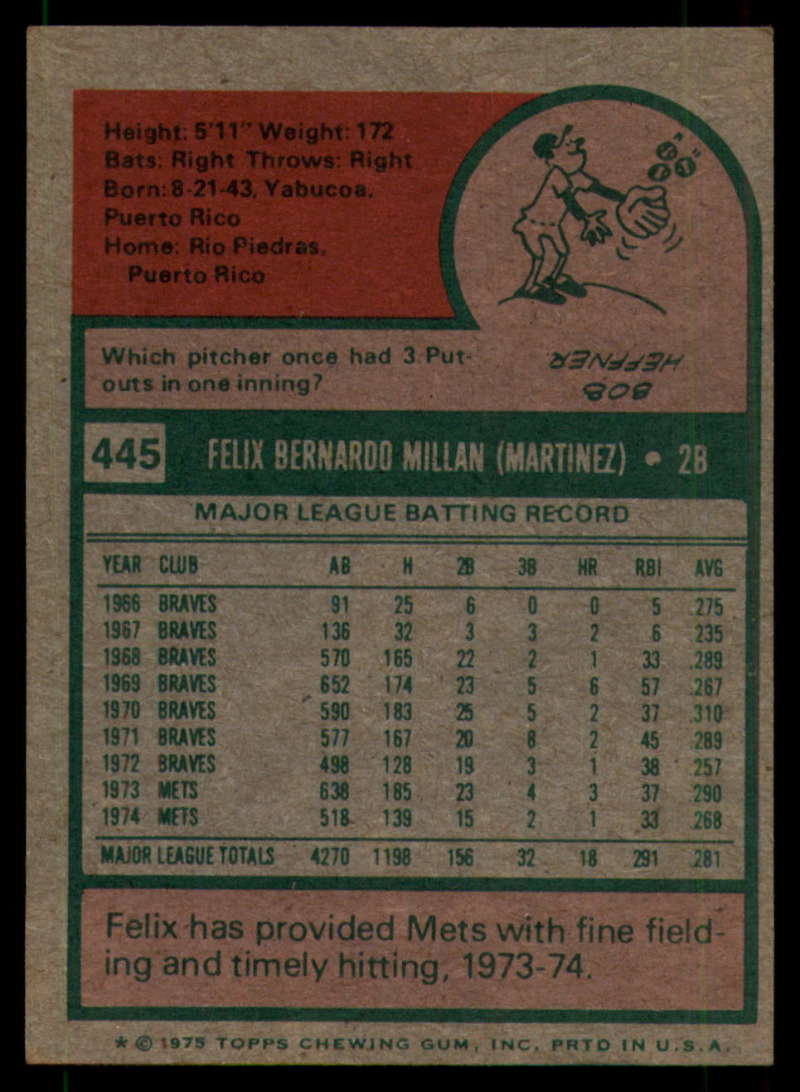 Height: 5'11" Weight: 172
Bats: Right Throws: Right
Born: 8-21-43, Yabucoa,
Puerto Rico
Home: Rio Piedras,
Puerto Rico
Which pitcher once had 3 Put-
outs in one inning?
BOB
HEFFNER
445 FELIX BERNARDO MILLAN (MARTINEZ) • 2B
MAJOR LEAGUE BATTING RECORD
YEAR CLUB AB H 2B 3B HR RBI AVG
1966 BRAVES 91 25 6 0 0 5 .275
1967 BRAVES 136 32 3 3 2 6 .235
1968 BRAVES 570 165 22 2 1 33 .289
1969 BRAVES 652 174 23 5 6 57 .267
1970 BRAVES 590 183 25 5 2 37 .310
1971 BRAVES 577 167 20 8 2 45 .289
1972 BRAVES 498 128 19 3 1 38 .257
1973 METS 638 185 23 4 3 37 .290
1974 METS 518 139 15 2 1 33 .268
MAJOR LEAGUE TOTALS 4270 1198 156 32 18 291 .281
Felix has provided Mets with fine field-
ing and timely hitting, 1973-74.
* © 1975 TOPPS CHEWING GUM, INC. PRTD IN U.S.A.